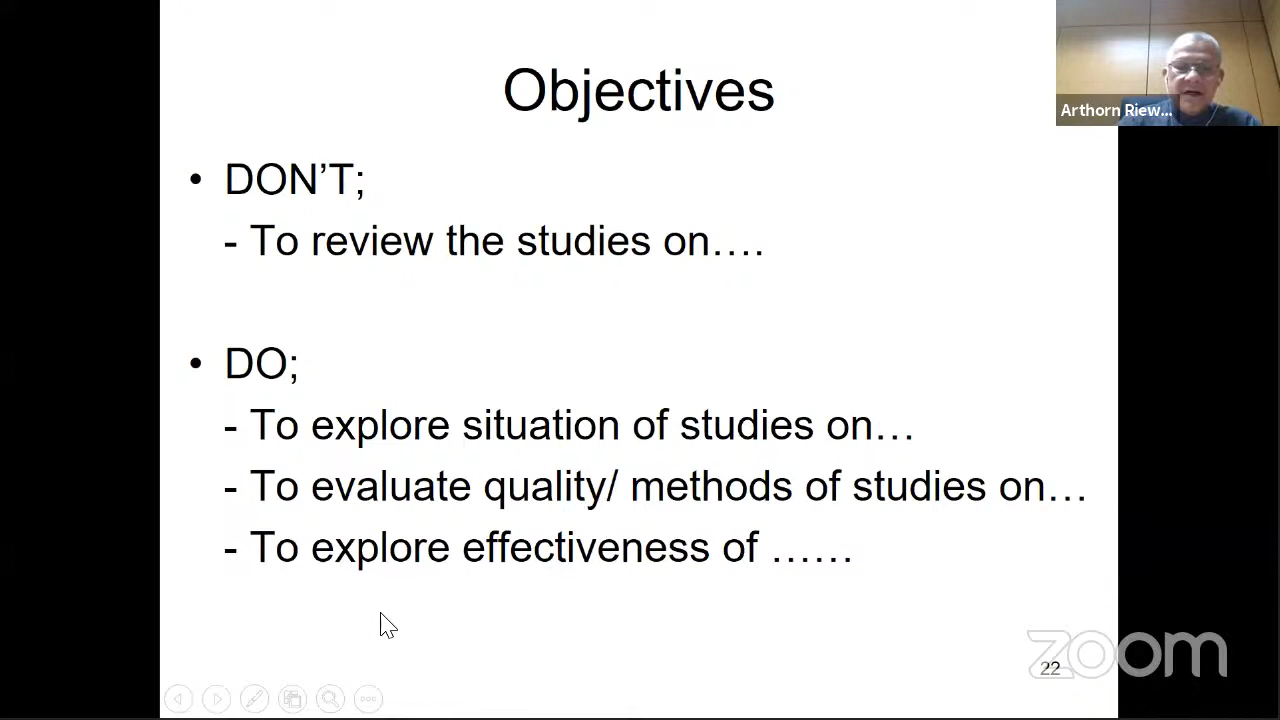 Objectives
Arthorn Riew...
• DON'T;
- To review the studies on….
• DO;
- To explore situation of studies on…
- To evaluate quality/ methods of studies on…
- To explore effectiveness of ……
22
zoom